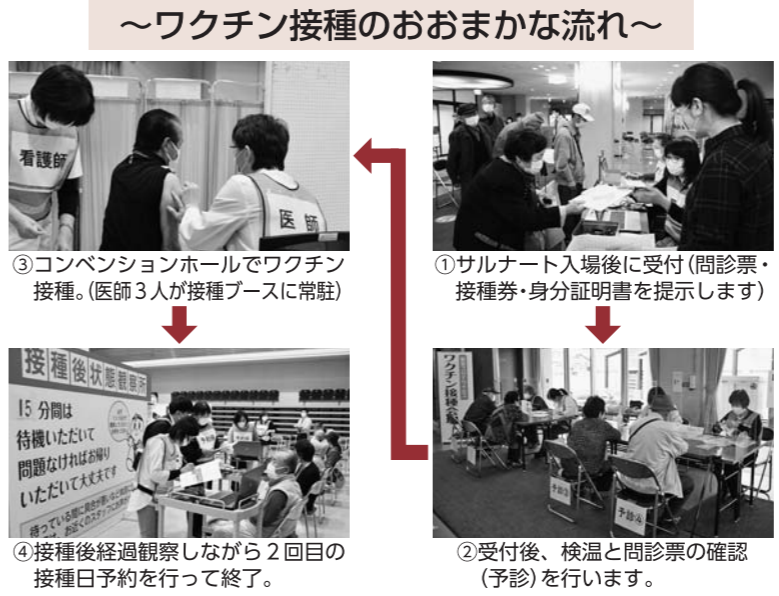 ～ワクチン接種のおおまかな流れ～
看護師
医師
①サルナート入場後に受付(問診票・
接種券・身分証明書を提示します)
ワクチン接種会
予診③
予診④
②受付後、検温と問診票の確認
(予診)を行います。
③コンベンションホールでワクチン
接種。(医師3人が接種ブースに常駐)
接種後状態観察所
15分間は
待機いただいて
問題なければお帰り
いただいて大丈夫です
④接種後経過観察しながら2回目の
接種日予約を行って終了。